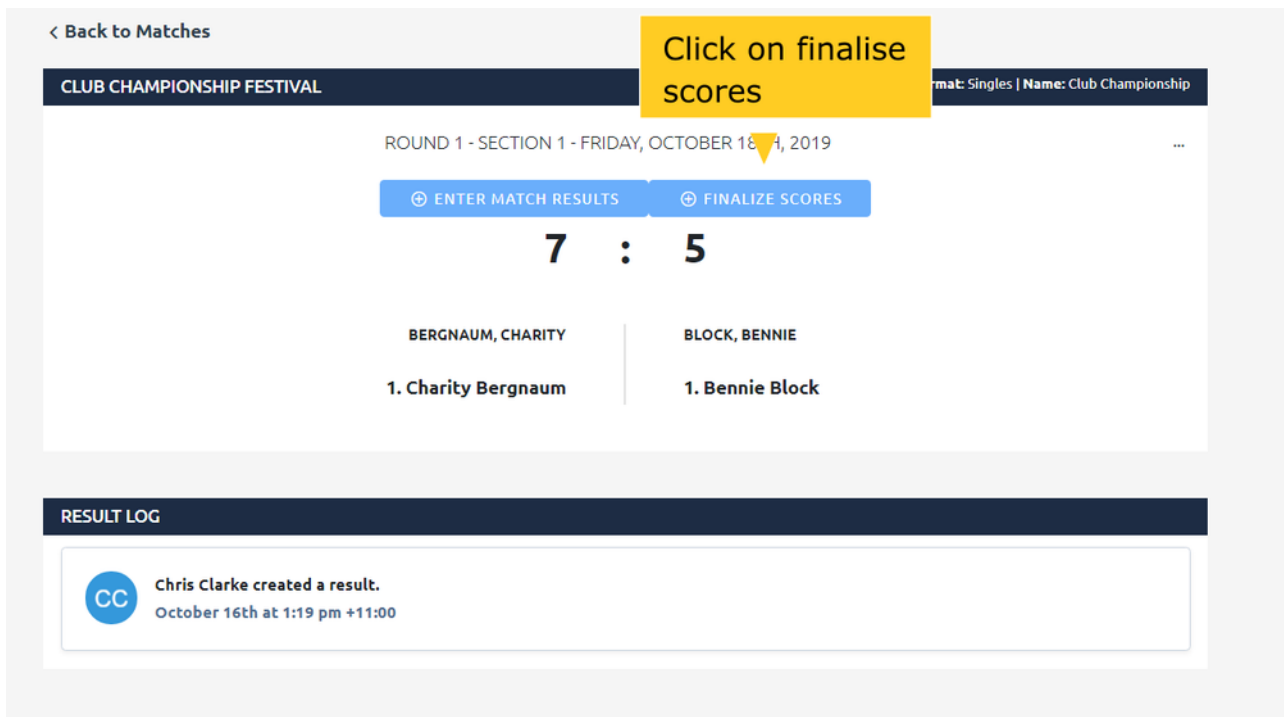 < Back to Matches
Click on finalise
scores
CLUB CHAMPIONSHIP FESTIVAL
Singles | Name: Club Championship
ROUND 1 - SECTION 1 - FRIDAY, OCTOBER 2019
...
ENTER MATCH RESULTS
FINALIZE SCORES
7 : 5
BERGNAUM, CHARITY
BLOCK, BENNIE
1. Charity Bergnaum
1. Bennie Block
RESULT LOG
CC
Chris Clarke created a result.
October 16th at 1:19 pm +11:00